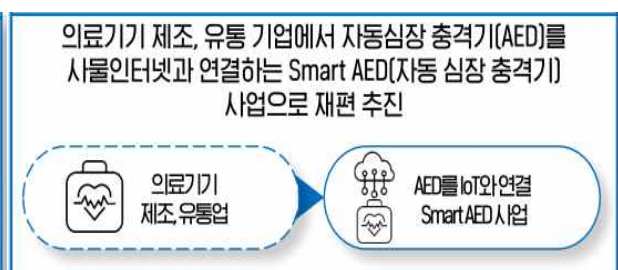 의료기기 제조, 유통 기업에서 자동심장 충격기(AED)를
사물인터넷과 연결하는 Smart AED(자동 심장 충격기)
사업으로 재편 추진
의료기기
제조,유통업
AED를 IoT와 연결
Smart AED 사업